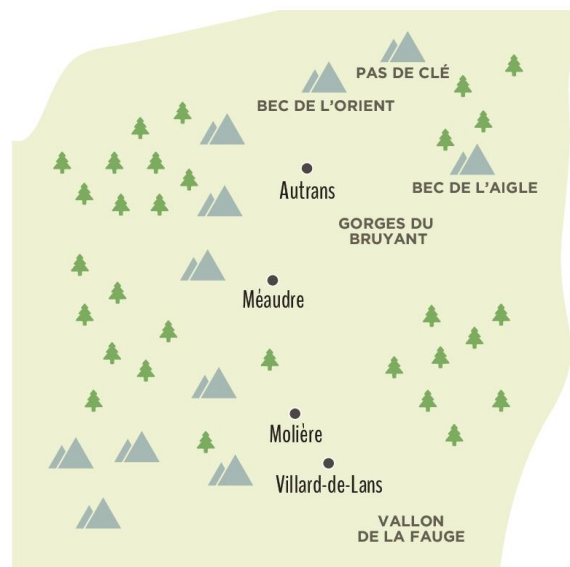 PAS DE CLÉ
BEC DE L'ORIENT
BEC DE L'AIGLE
Autrans
GORGES DU
BRUYANT
Méaudre
Molière
Villard-de-Lans
VALLON
DE LA FAUGE